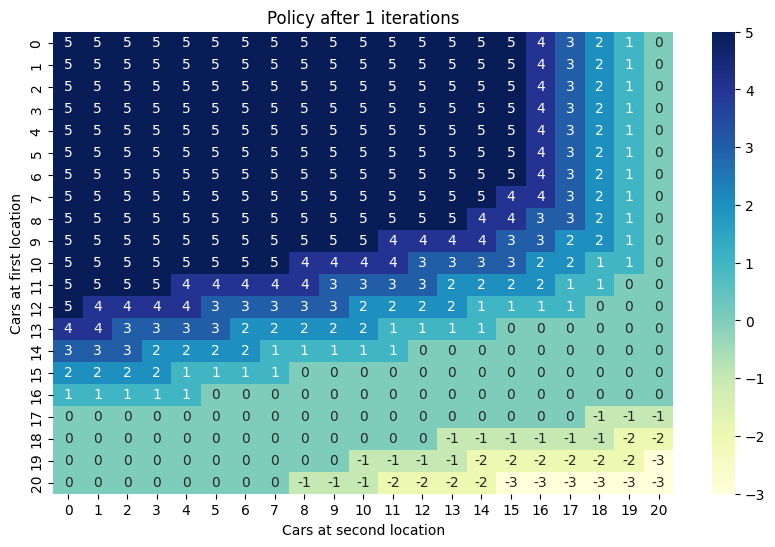 Policy after 1 iterations
Cars at first location
0 5 5 5 5 5 5 5 5 5 5 5 5 5 5 5 5 4 3 2 1 0
1 5 5 5 5 5 5 5 5 5 5 5 5 5 5 5 5 4 3 2 1 0
2 5 5 5 5 5 5 5 5 5 5 5 5 5 5 5 5 4 3 2 1 0
3 5 5 5 5 5 5 5 5 5 5 5 5 5 5 5 5 4 3 2 1 0
4 5 5 5 5 5 5 5 5 5 5 5 5 5 5 5 5 4 3 2 1 0
5 5 5 5 5 5 5 5 5 5 5 5 5 5 5 5 5 4 3 2 1 0
6 5 5 5 5 5 5 5 5 5 5 5 5 5 5 5 5 4 3 2 1 0
7 5 5 5 5 5 5 5 5 5 5 5 5 5 5 5 4 4 3 2 1 0
8 5 5 5 5 5 5 5 5 5 5 5 5 5 5 4 4 3 3 2 1 0
9 5 5 5 5 5 5 5 5 5 5 5 4 4 4 4 3 3 2 2 1 0
10 5 5 5 5 5 5 5 5 4 4 4 4 3 3 3 3 2 2 1 1 0
11 5 5 5 5 4 4 4 4 4 3 3 3 3 2 2 2 2 1 1 0 0
12 5 4 4 4 4 3 3 3 3 3 2 2 2 2 1 1 1 1 0 0 0
13 4 4 3 3 3 3 2 2 2 2 2 1 1 1 1 0 0 0 0 0 0
14 3 3 3 2 2 2 2 1 1 1 1 1 0 0 0 0 0 0 0 0 0
15 2 2 2 2 1 1 1 1 0 0 0 0 0 0 0 0 0 0 0 0 0
16 1 1 1 1 1 0 0 0 0 0 0 0 0 0 0 0 0 0 0 0 0
17 0 0 0 0 0 0 0 0 0 0 0 0 0 0 0 0 0 0 -1 -1 -1
18 0 0 0 0 0 0 0 0 0 0 0 0 0 -1 -1 -1 -1 -1 -1 -2 -2
19 0 0 0 0 0 0 0 0 0 0 -1 -1 -1 -1 -2 -2 -2 -2 -2 -2 -3
20 0 0 0 0 0 0 0 0 -1 -1 -1 -2 -2 -2 -2 -3 -3 -3 -3 -3 -3
0 1 2 3 4 5 6 7 8 9 10 11 12 13 14 15 16 17 18 19 20
Cars at second location
5
4
3
2
1
0
−1
−2
−3